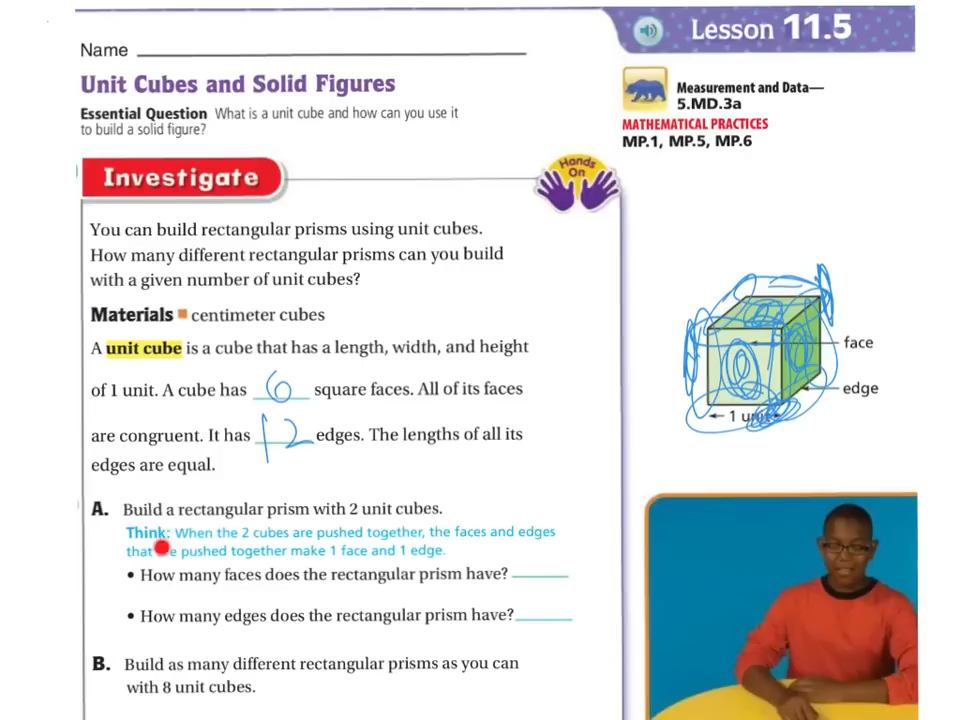 Lesson 11.5
Name
Unit Cubes and Solid Figures
Essential Question What is a unit cube and how can you use it
to build a solid figure?
Measurement and Data—
5.MD.3a
MATHEMATICAL PRACTICES
MP.1, MP.5, MP.6
Investigate
Hands
On
You can build rectangular prisms using unit cubes.
How many different rectangular prisms can you build
with a given number of unit cubes?
Materials ■ centimeter cubes
A unit cube is a cube that has a length, width, and height
of 1 unit. A cube has 6 square faces. All of its faces
are congruent. It has 12 edges. The lengths of all its
edges are equal.
face
edge
1 unit
A. Build a rectangular prism with 2 unit cubes.
Think: When the 2 cubes are pushed together, the faces and edges
that e pushed together make 1 face and 1 edge.
• How many faces does the rectangular prism have?
• How many edges does the rectangular prism have?
B. Build as many different rectangular prisms as you can
with 8 unit cubes.